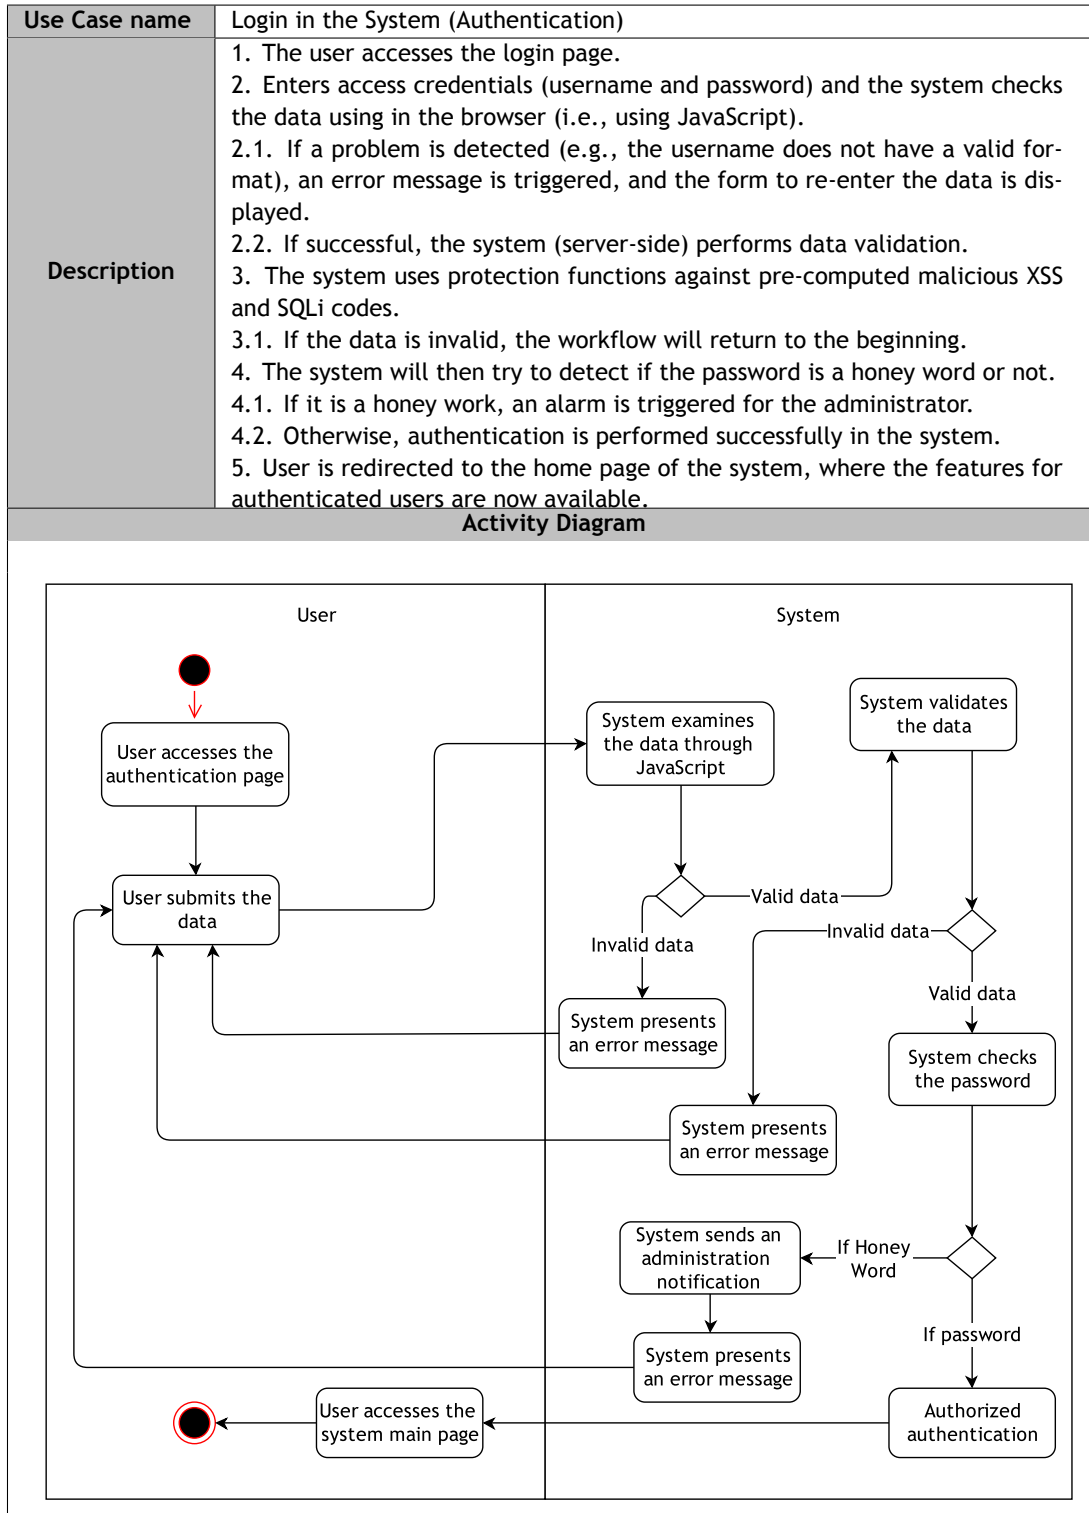 Use Case name
Login in the System (Authentication)
Description
1. The user accesses the login page.
2. Enters access credentials (username and password) and the system checks
the data using in the browser (i.e., using JavaScript).
2.1. If a problem is detected (e.g., the username does not have a valid for-
mat), an error message is triggered, and the form to re-enter the data is dis-
played.
2.2. If successful, the system (server-side) performs data validation.
3. The system uses protection functions against pre-computed malicious XSS
and SQLi codes.
3.1. If the data is invalid, the workflow will return to the beginning.
4. The system will then try to detect if the password is a honey word or not.
4.1. If it is a honey work, an alarm is triggered for the administrator.
4.2. Otherwise, authentication is performed successfully in the system.
5. User is redirected to the home page of the system, where the features for
authenticated users are now available.
Activity Diagram
User
System
User accesses the
authentication page
User submits the
data
System examines
the data through
JavaScript
System validates
the data
Valid data
Invalid data
Invalid data
Valid data
System presents
an error message
System checks
the password
System presents
an error message
System sends an
administration
notification
If Honey
Word
If password
System presents
an error message
User accesses the
system main page
Authorized
authentication